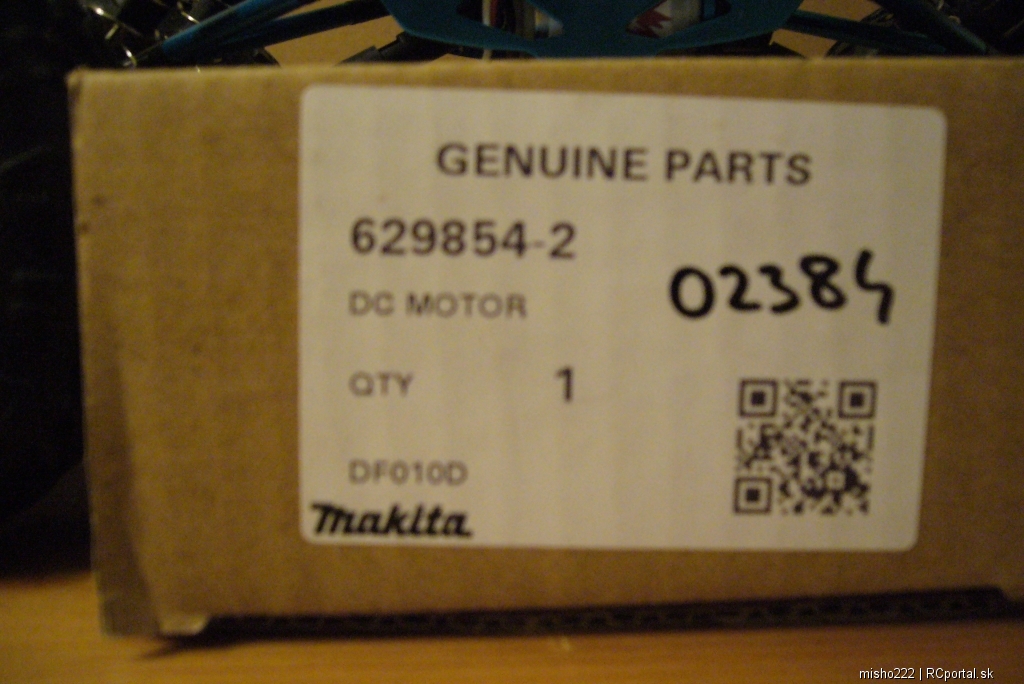 GENUINE PARTS
629854-2
02384
DC MOTOR
QTY 1
DF010D
makita
misho222 | RCportal.sk